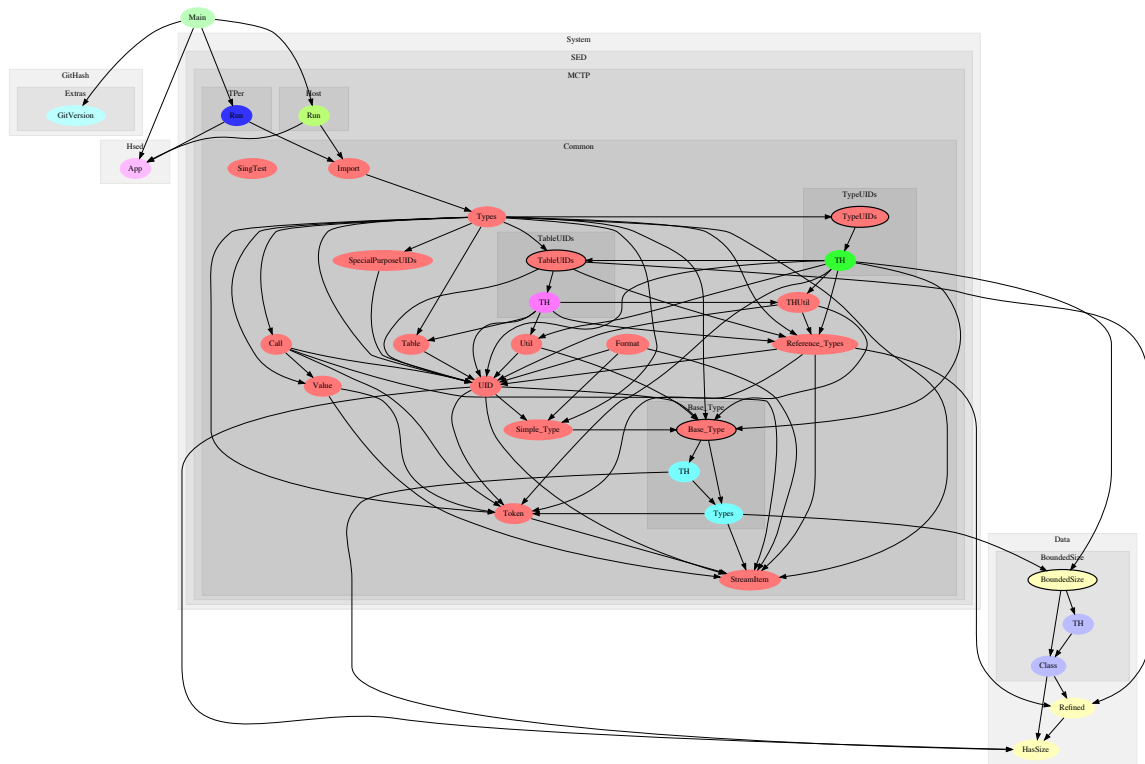 Main
System
SED
MCTP
GitHash
Extras
GitVersion
TPer
Run
Host
Run
Hsed
App
Common
SingTest
Import
TypeUIDs
TypeUIDs
Types
TableUIDs
SpecialPurposeUIDs
TableUIDs
TH
TH
THUtil
Call
Table
Util
Format
Reference_Types
Value
UID
Base_Type
Simple_Type
Base_Type
TH
Token
Types
Data
BoundedSize
BoundedSize
StreamItem
TH
Class
Refined
HasSize